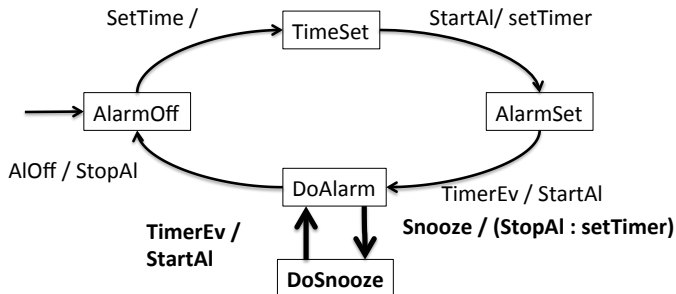 SetTime /
StartAl/ setTimer
TimeSet
AlarmOff
AlarmSet
AlOff / StopAl
DoAlarm
TimerEv / StartAl
TimerEv /
StartAl
Snooze / (StopAl : setTimer)
DoSnooze